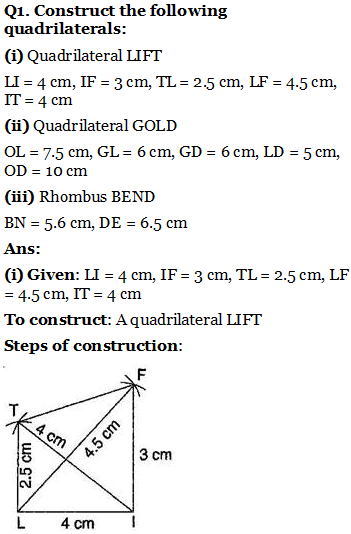 Q1. Construct the following
quadrilaterals:
(i) Quadrilateral LIFT
LI = 4 cm, IF = 3 cm, TL = 2.5 cm, LF = 4.5 cm,
IT = 4 cm
(ii) Quadrilateral GOLD
OL = 7.5 cm, GL = 6 cm, GD = 6 cm, LD = 5 cm,
OD = 10 cm
(iii) Rhombus BEND
BN = 5.6 cm, DE = 6.5 cm
Ans:
(i) Given: LI = 4 cm, IF = 3 cm, TL = 2.5 cm, LF
= 4.5 cm, IT = 4 cm
To construct: A quadrilateral LIFT
Steps of construction:
F
T
4 cm
4.5 cm
2.5 cm
3 cm
L
4 cm
I